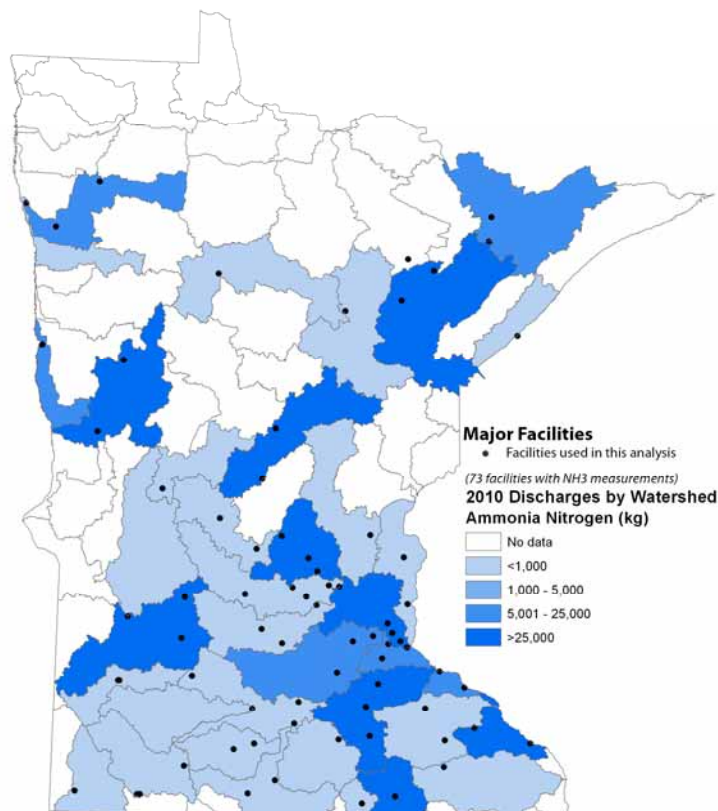 Major Facilities
Facilities used in this analysis
(73 facilities with NH3 measurements)
2010 Discharges by Watershed
Ammonia Nitrogen (kg)
No data
<1,000
1,000 - 5,000
5,001 - 25,000
>25,000